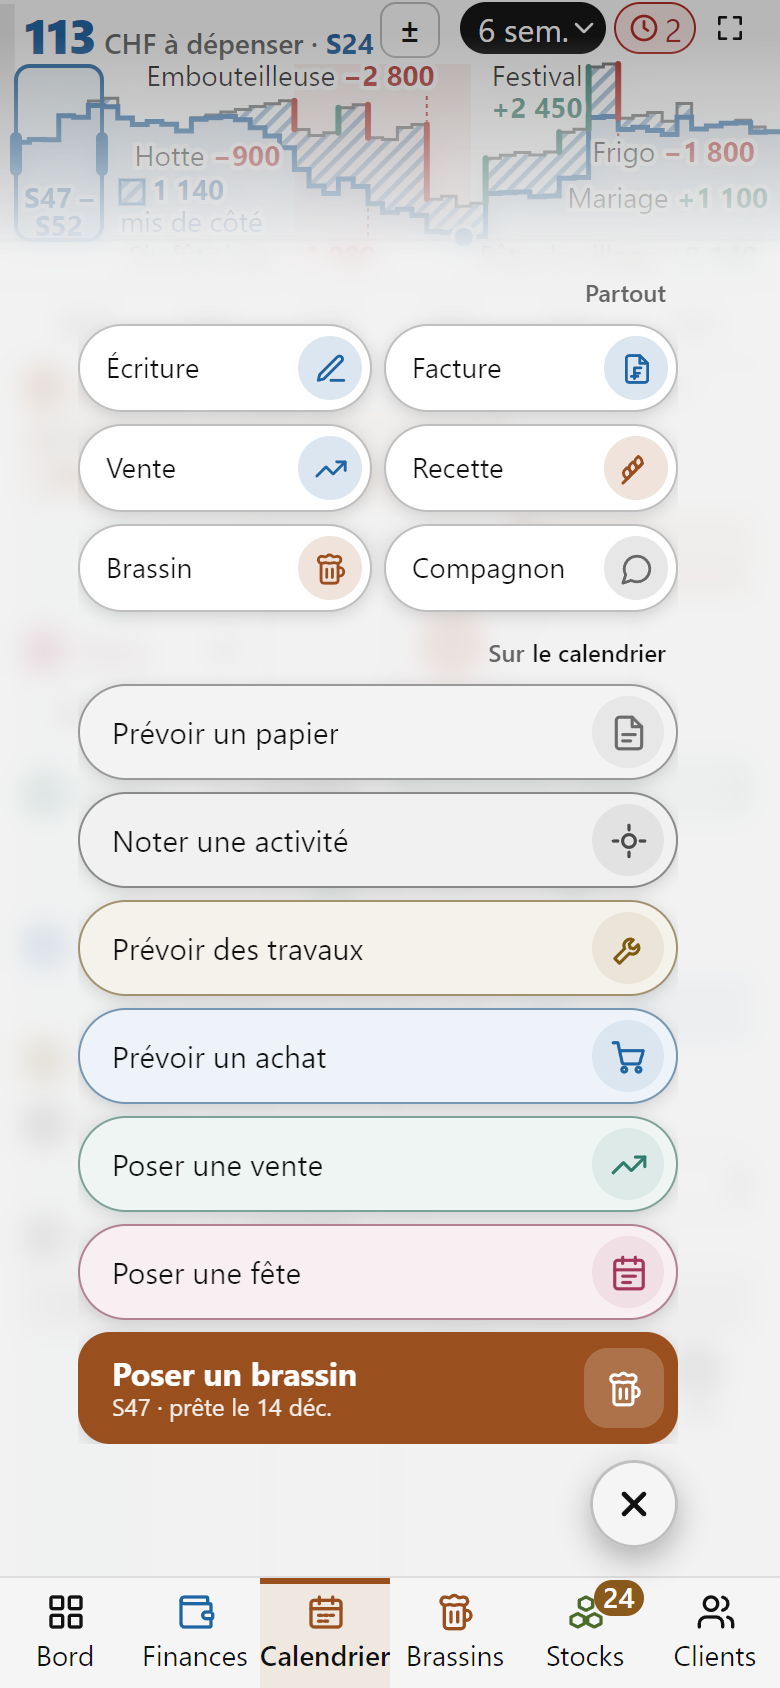 113 CHF à dépenser · S24
±
6 sem.
2
Embouteilleuse −2 800
Festival
+2 450
Hotte −900
Frigo −1 800
S47 –
S52
1 140
mis de côté
Mariage +1 100
Partout
Écriture
Facture
Vente
Recette
Brassin
Compagnon
Sur le calendrier
Prévoir un papier
Noter une activité
Prévoir des travaux
Prévoir un achat
Poser une vente
Poser une fête
Poser un brassin
S47 · prête le 14 déc.
24
Bord
Finances
Calendrier
Brassins
Stocks
Clients